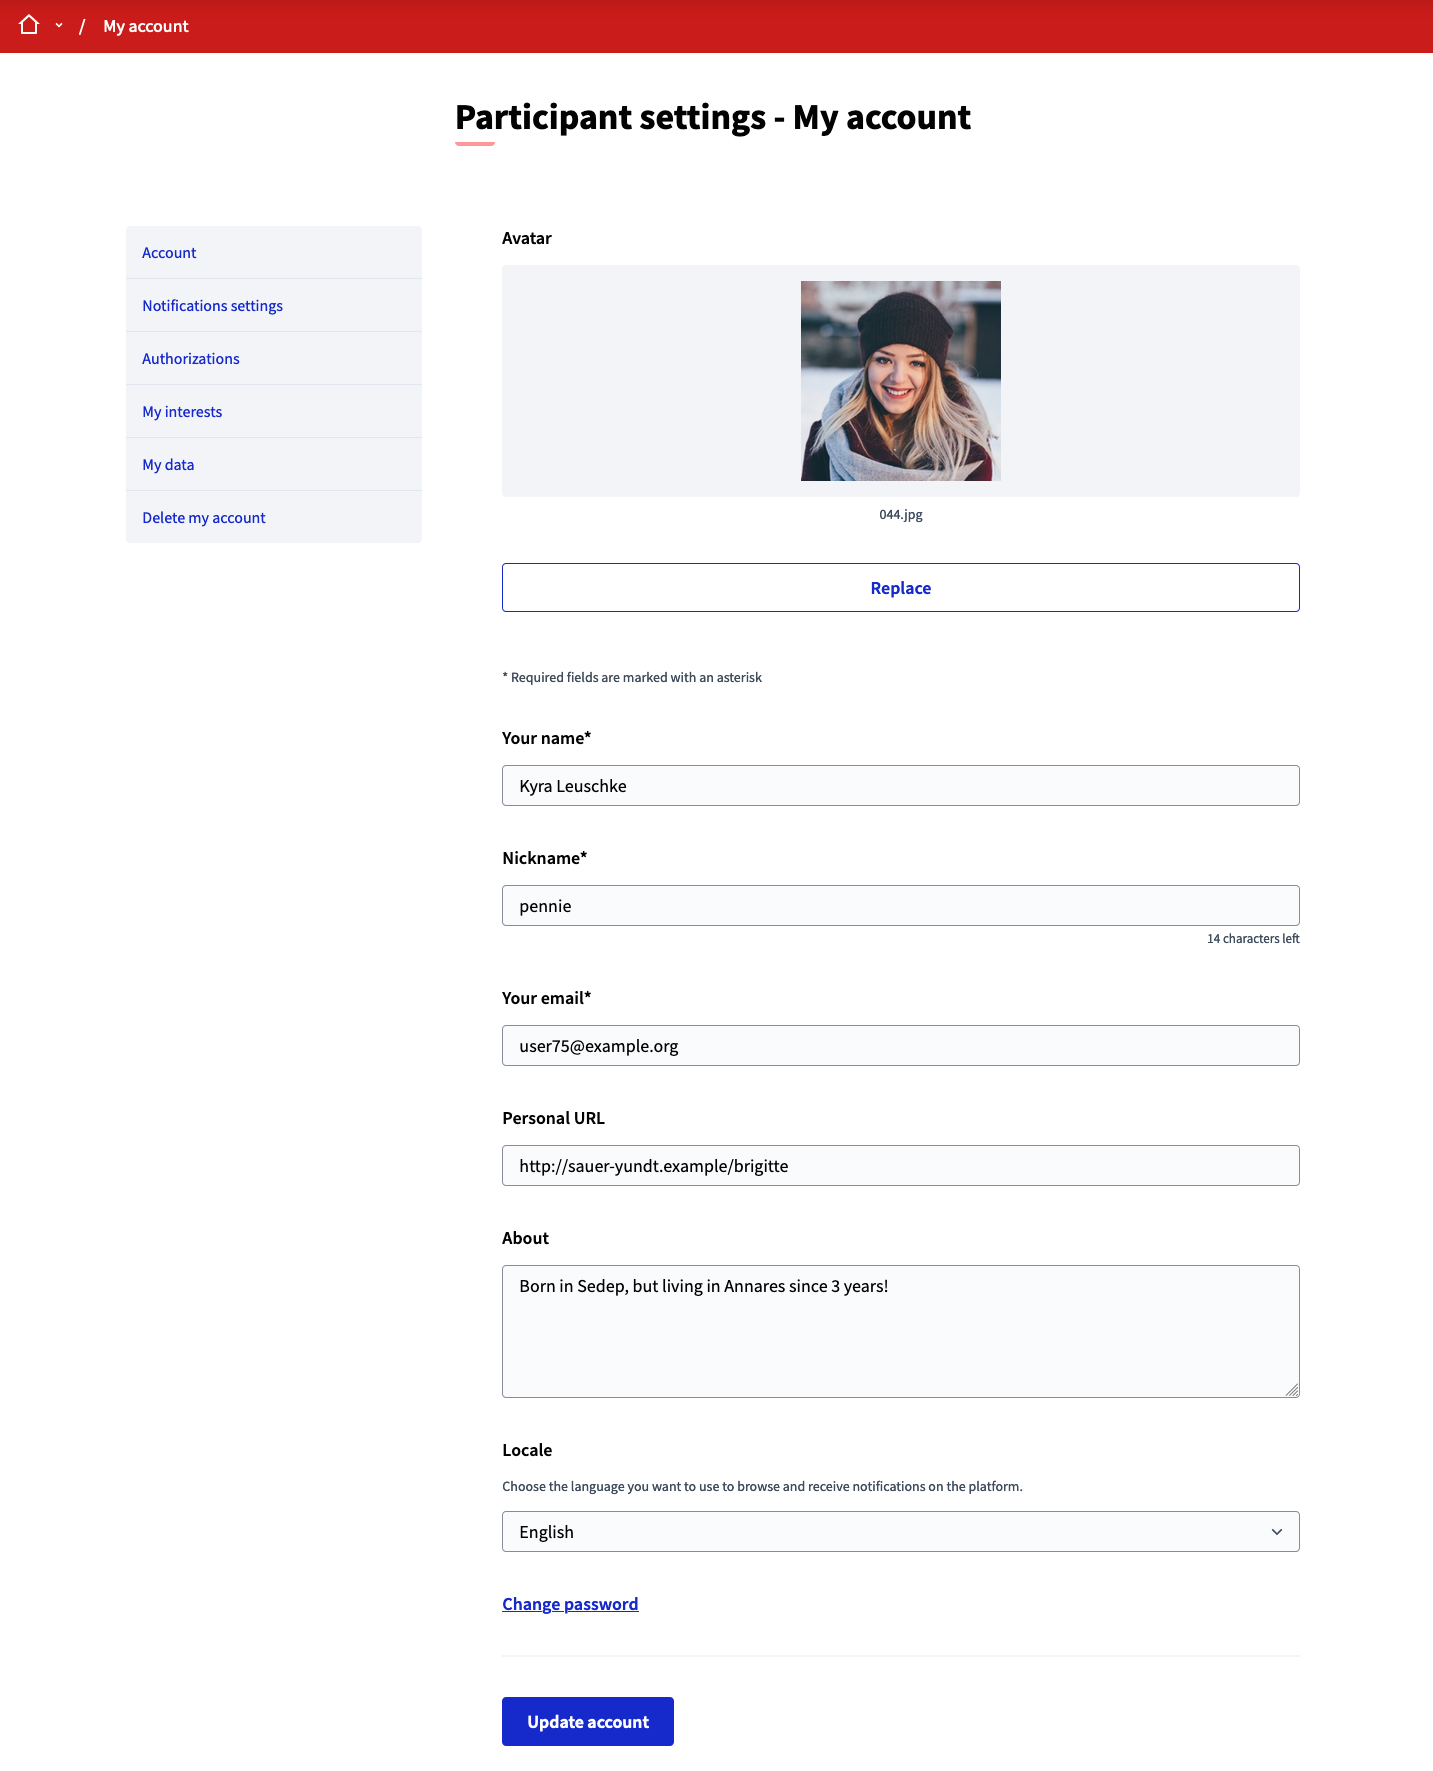 / My account
Participant settings - My account
Account
Notifications settings
Authorizations
My interests
My data
Delete my account
Avatar
044.jpg
Replace
* Required fields are marked with an asterisk
Your name*
Kyra Leuschke
Nickname*
pennie
14 characters left
Your email*
user75@example.org
Personal URL
http://sauer-yundt.example/brigitte
About
Born in Sedep, but living in Annares since 3 years!
Locale
Choose the language you want to use to browse and receive notifications on the platform.
English
Change password
Update account